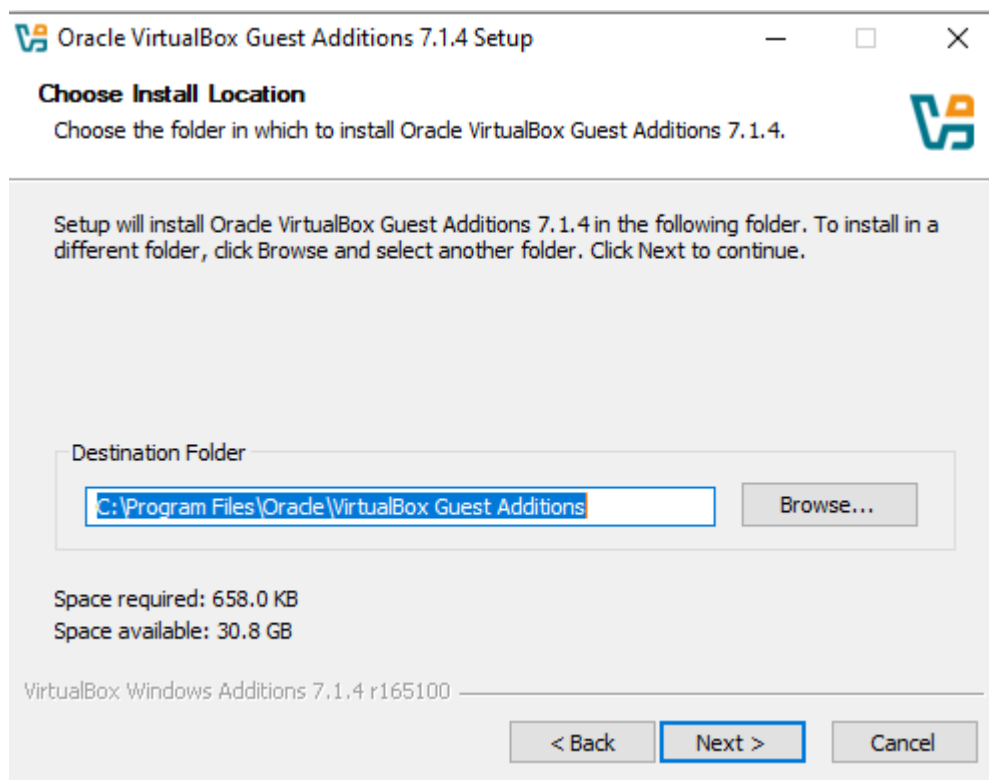 Oracle VirtualBox Guest Additions 7.1.4 Setup
Choose Install Location
Choose the folder in which to install Oracle VirtualBox Guest Additions 7.1.4.
Setup will install Oracle VirtualBox Guest Additions 7.1.4 in the following folder. To install in a
different folder, click Browse and select another folder. Click Next to continue.
Destination Folder
C:\Program Files\Oracle\VirtualBox Guest Additions
Browse...
Space required: 658.0 KB
Space available: 30.8 GB
VirtualBox Windows Additions 7.1.4 r165100
< Back Next > Cancel